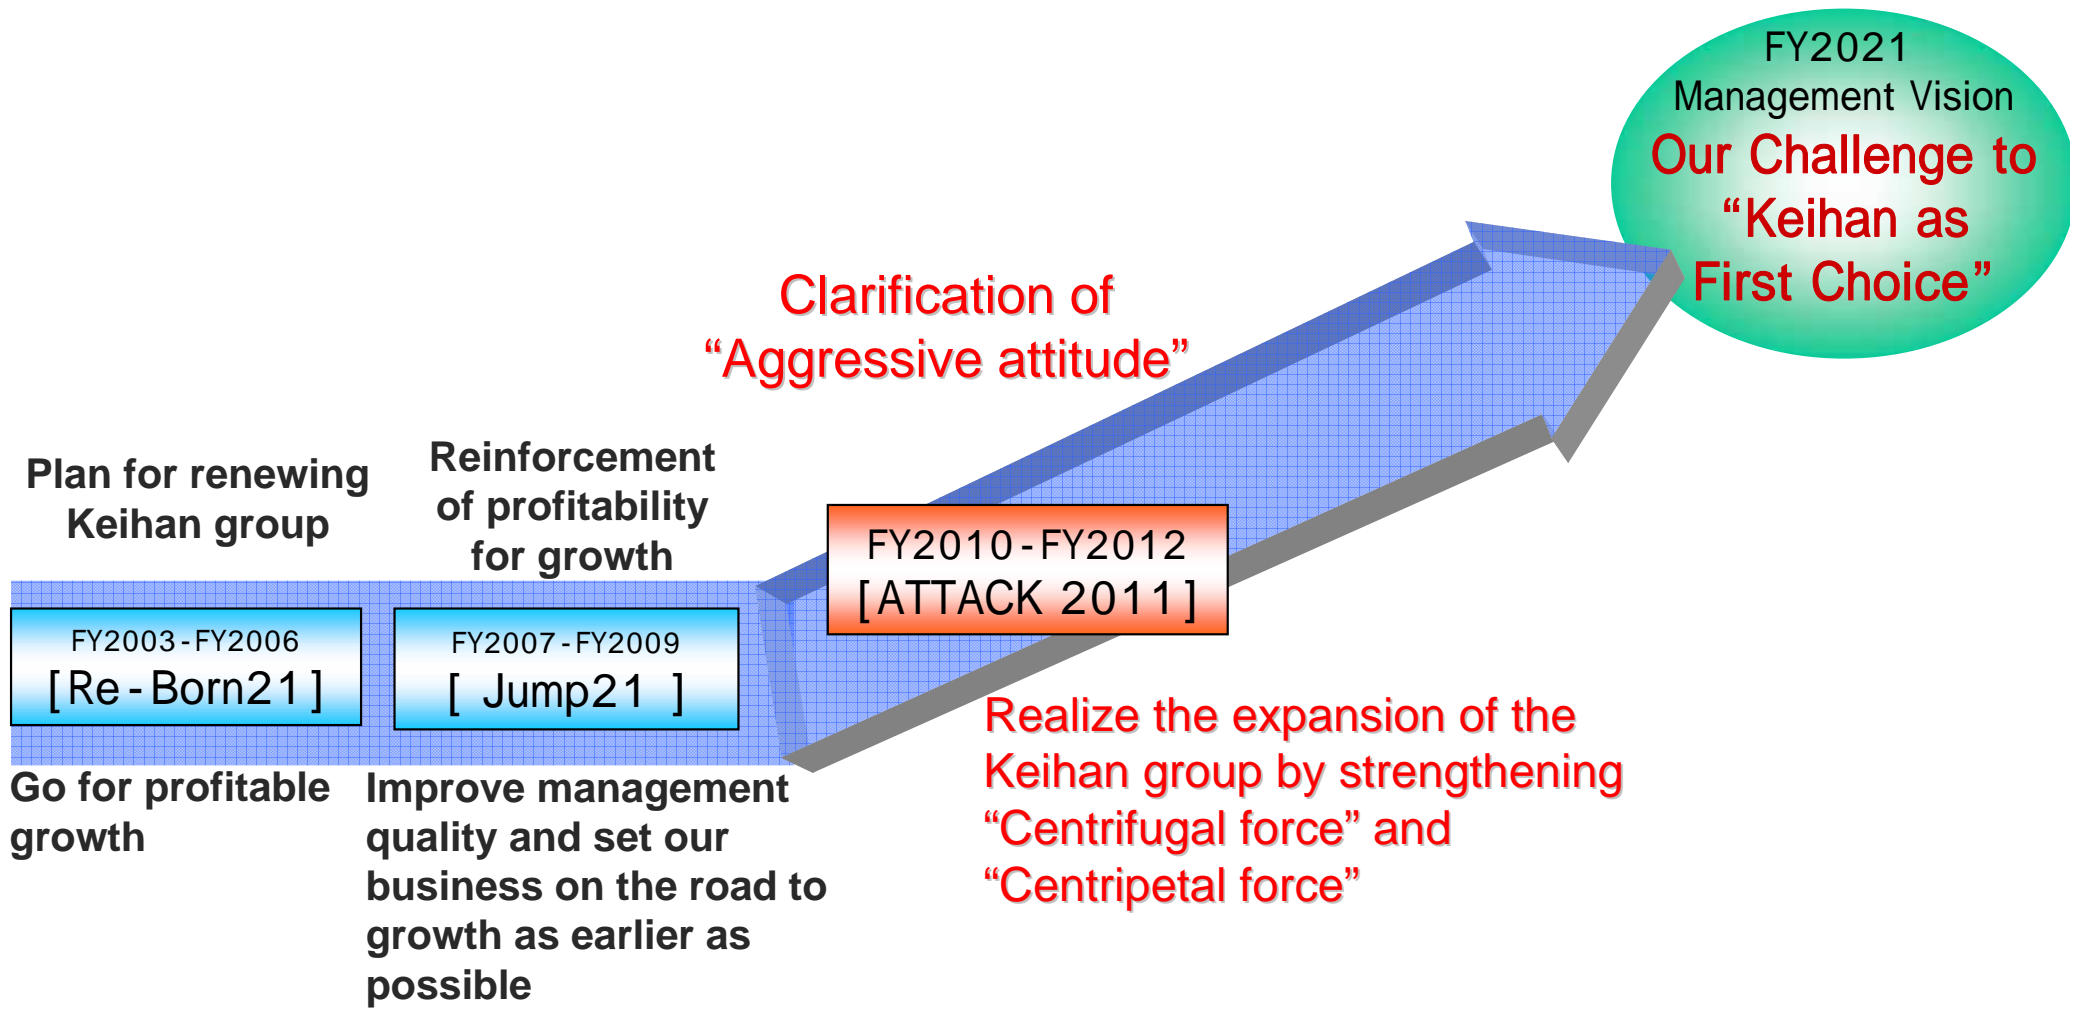 FY2021
Management Vision
Our Challenge to
“Keihan as
First Choice”
Clarification of
“Aggressive attitude”
Plan for renewing
Keihan group
Reinforcement
of profitability
for growth
FY2003-FY2006
[Re-Born21]
FY2007-FY2009
[ Jump21 ]
FY2010-FY2012
[ATTACK 2011]
Go for profitable
growth
Improve management
quality and set our
business on the road to
growth as earlier as
possible
Realize the expansion of the
Keihan group by strengthening
“Centrifugal force” and
“Centripetal force”